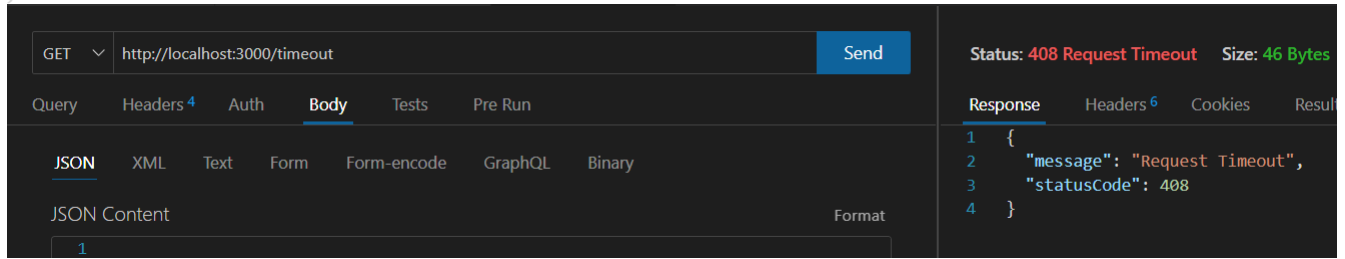 GET http://localhost:3000/timeout Send
Query Headers 4 Auth Body Tests Pre Run
JSON XML Text Form Form-encode GraphQL Binary
JSON Content Format
1
Status: 408 Request Timeout Size: 46 Bytes
Response Headers 6 Cookies Result
1 {
2 "message": "Request Timeout",
3 "statusCode": 408
4 }